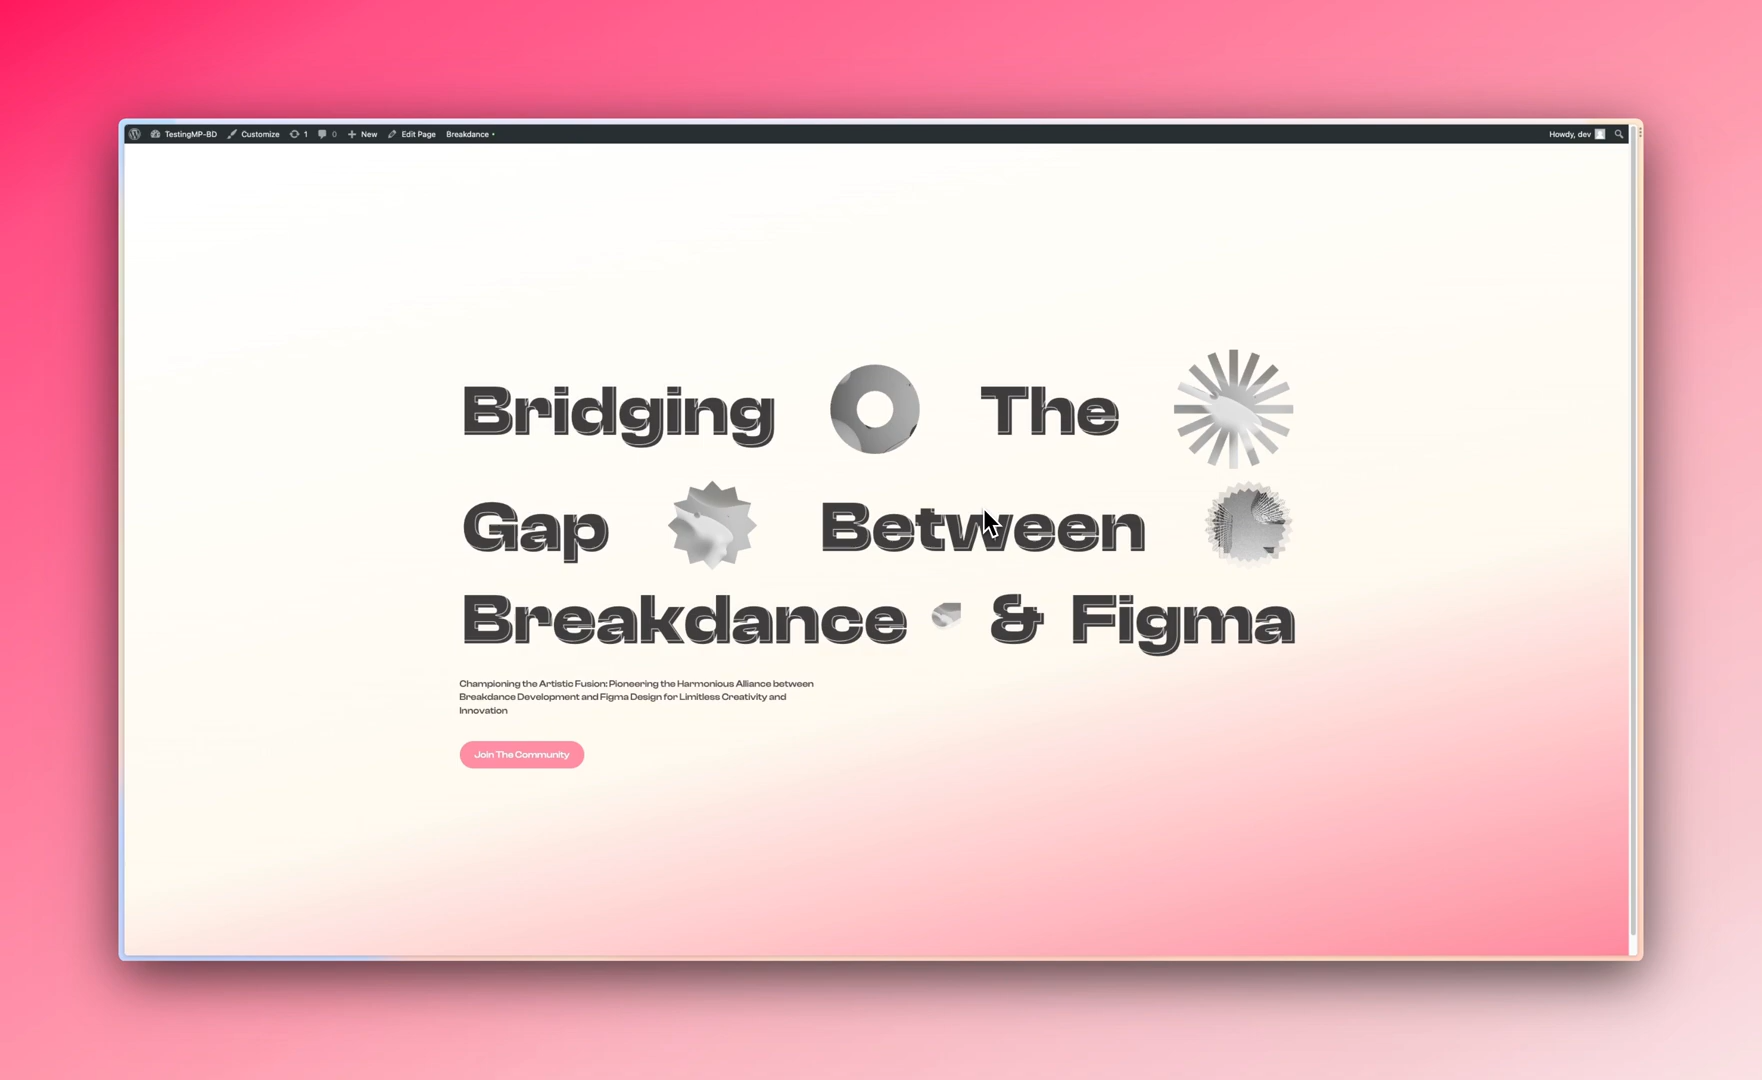 TestingMP-BD Customize 1 0 New Edit Page Breakdance Howdy, dev
Bridging The
Gap Between
Breakdance & Figma
Championing the Artistic Fusion: Pioneering the Harmonious Alliance between
Breakdance Development and Figma Design for Limitless Creativity and
Innovation
Join The Community